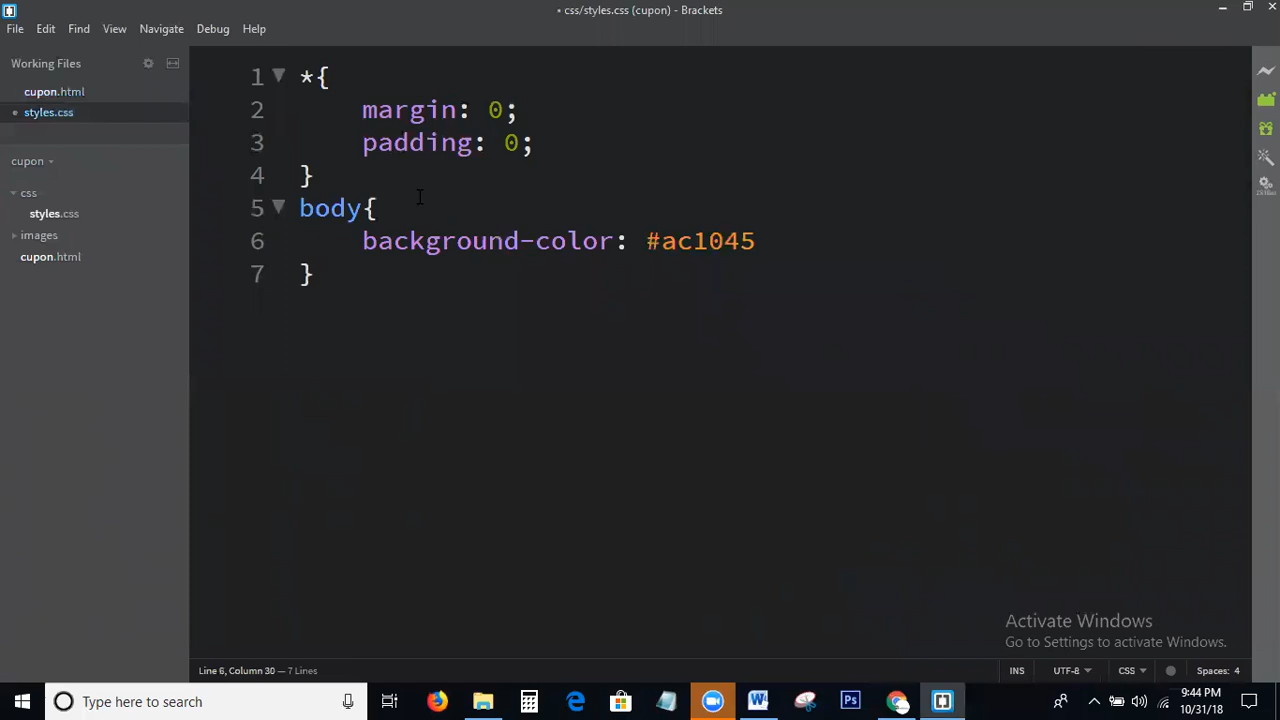 • css/styles.css (cupon) - Brackets
File Edit Find View Navigate Debug Help
Working Files
cupon.html
styles.css
cupon
css
styles.css
images
cupon.html
1 *{
2 margin: 0;
3 padding: 0;
4 }
5 body{
6 background-color: #ac1045
7 }
Activate Windows
Go to Settings to activate Windows.
Line 6, Column 30 — 7 Lines
INS UTF-8 CSS Spaces: 4
Type here to search
9:44 PM
10/31/18